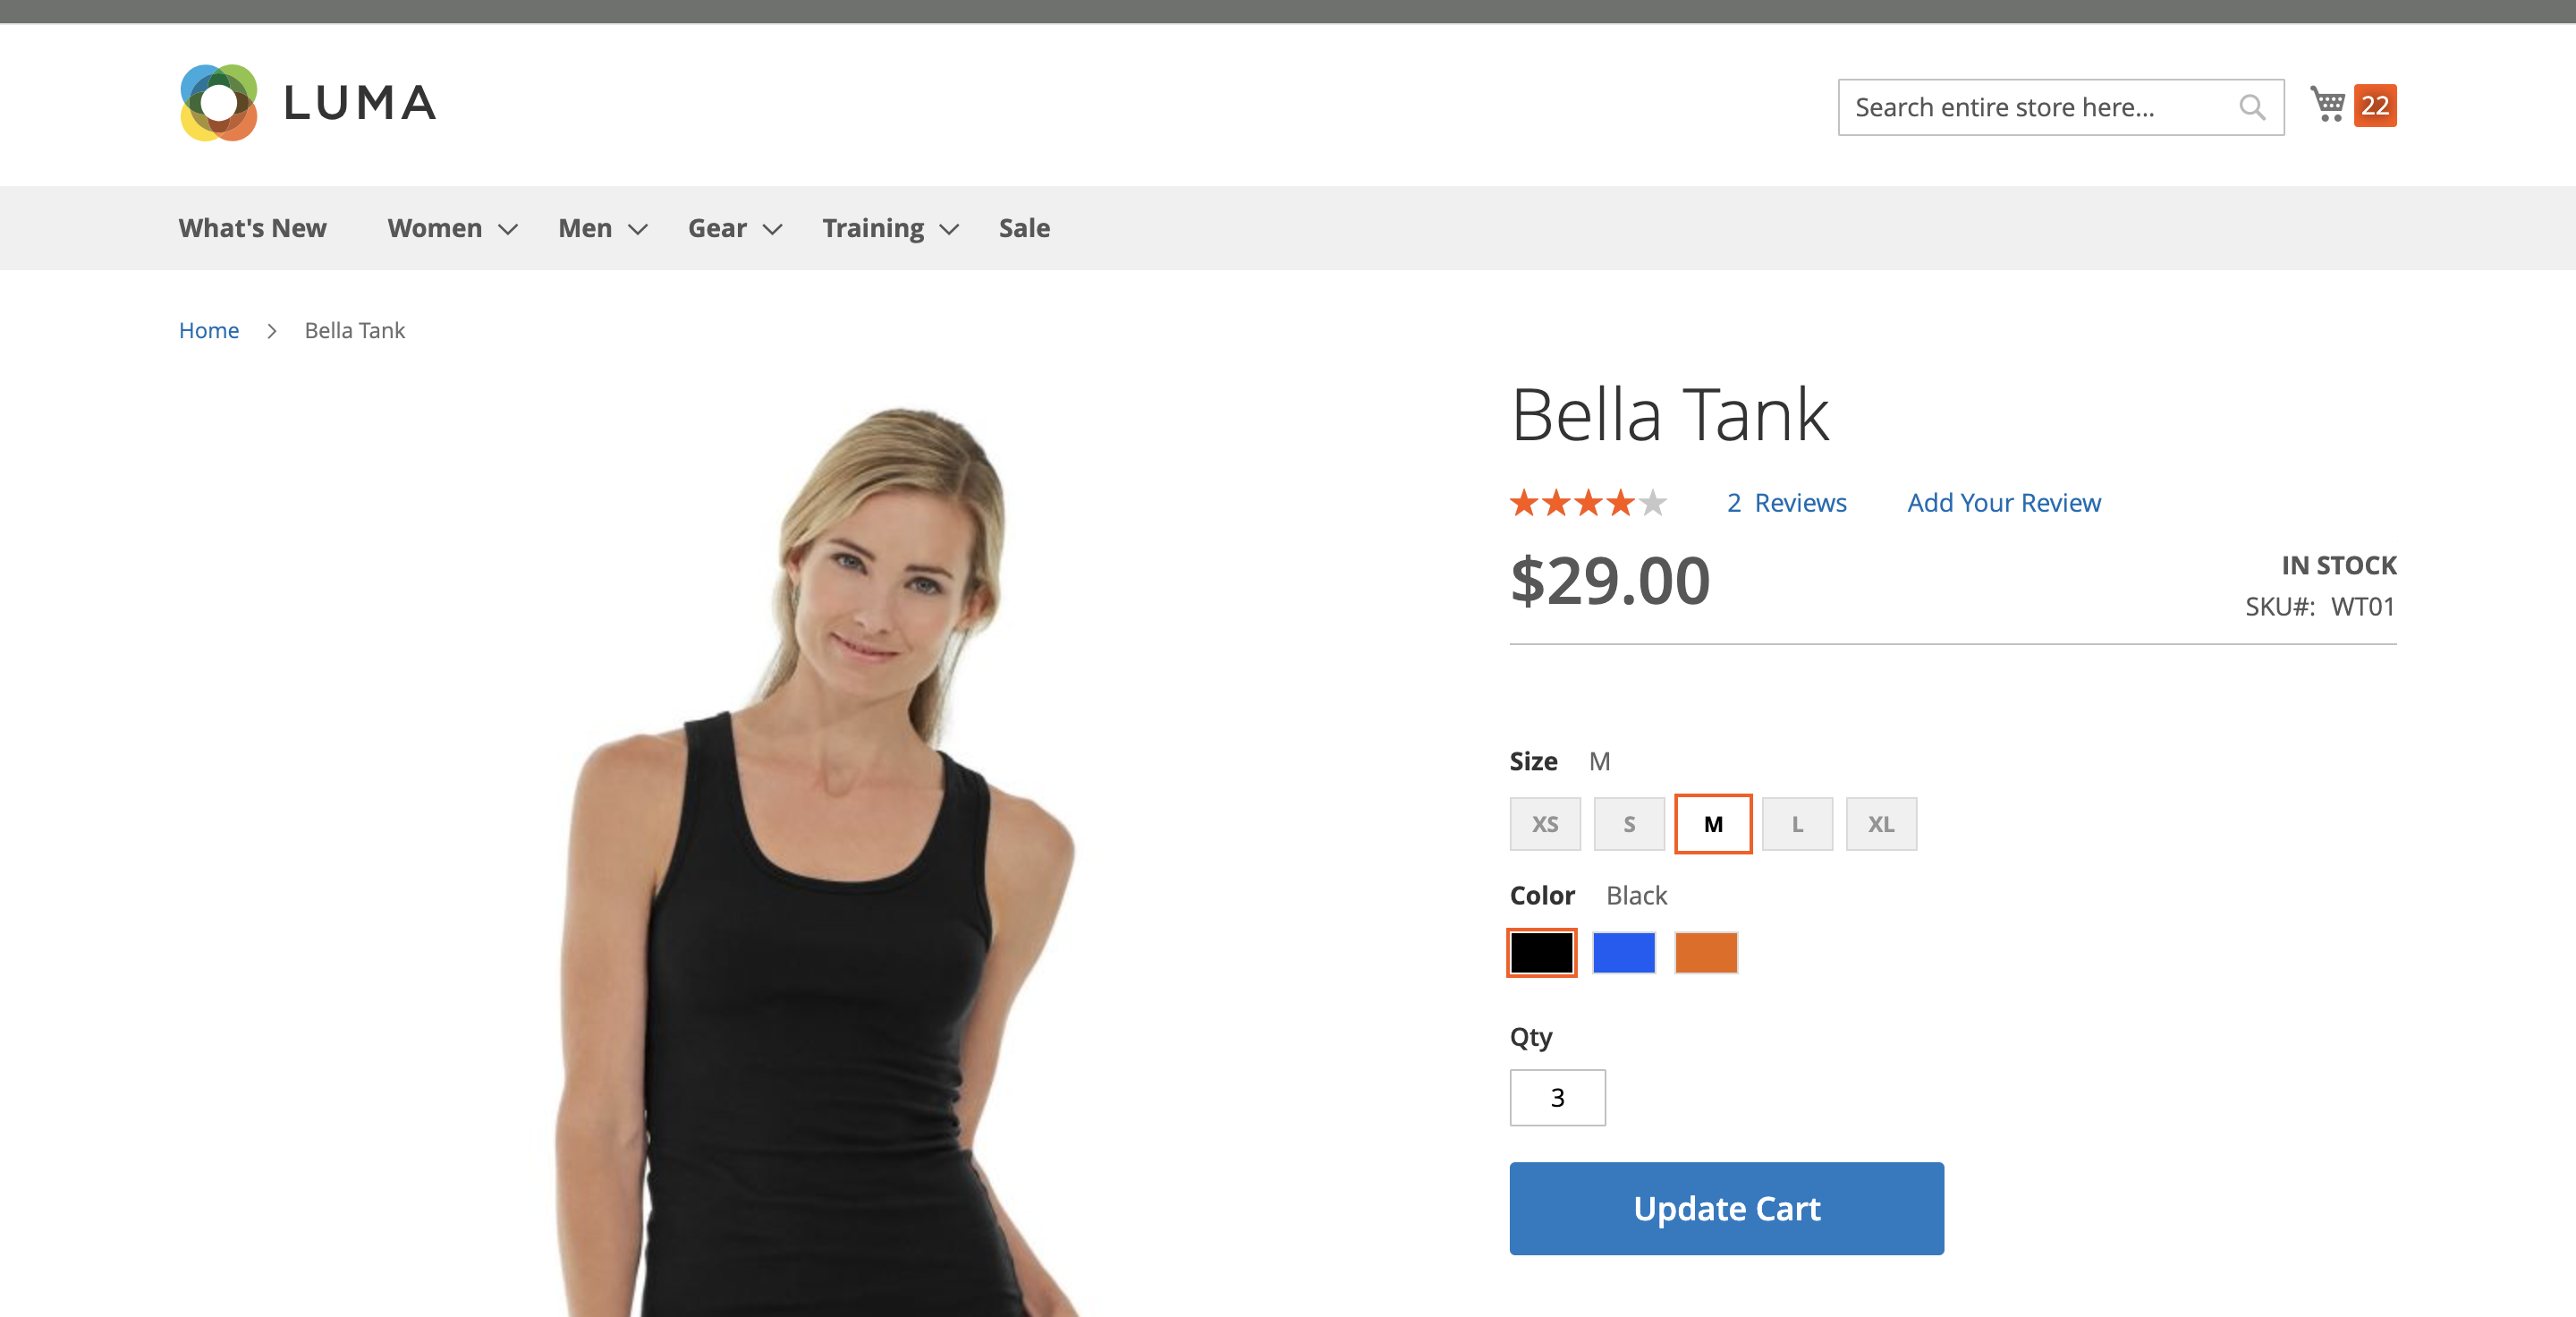 LUMA
Search entire store here...
22
What's New Women Men Gear Training Sale
Home > Bella Tank
Bella Tank
2 Reviews Add Your Review
$29.00
IN STOCK
SKU#: WT01
Size M
XS S M L XL
Color Black
Qty
3
Update Cart